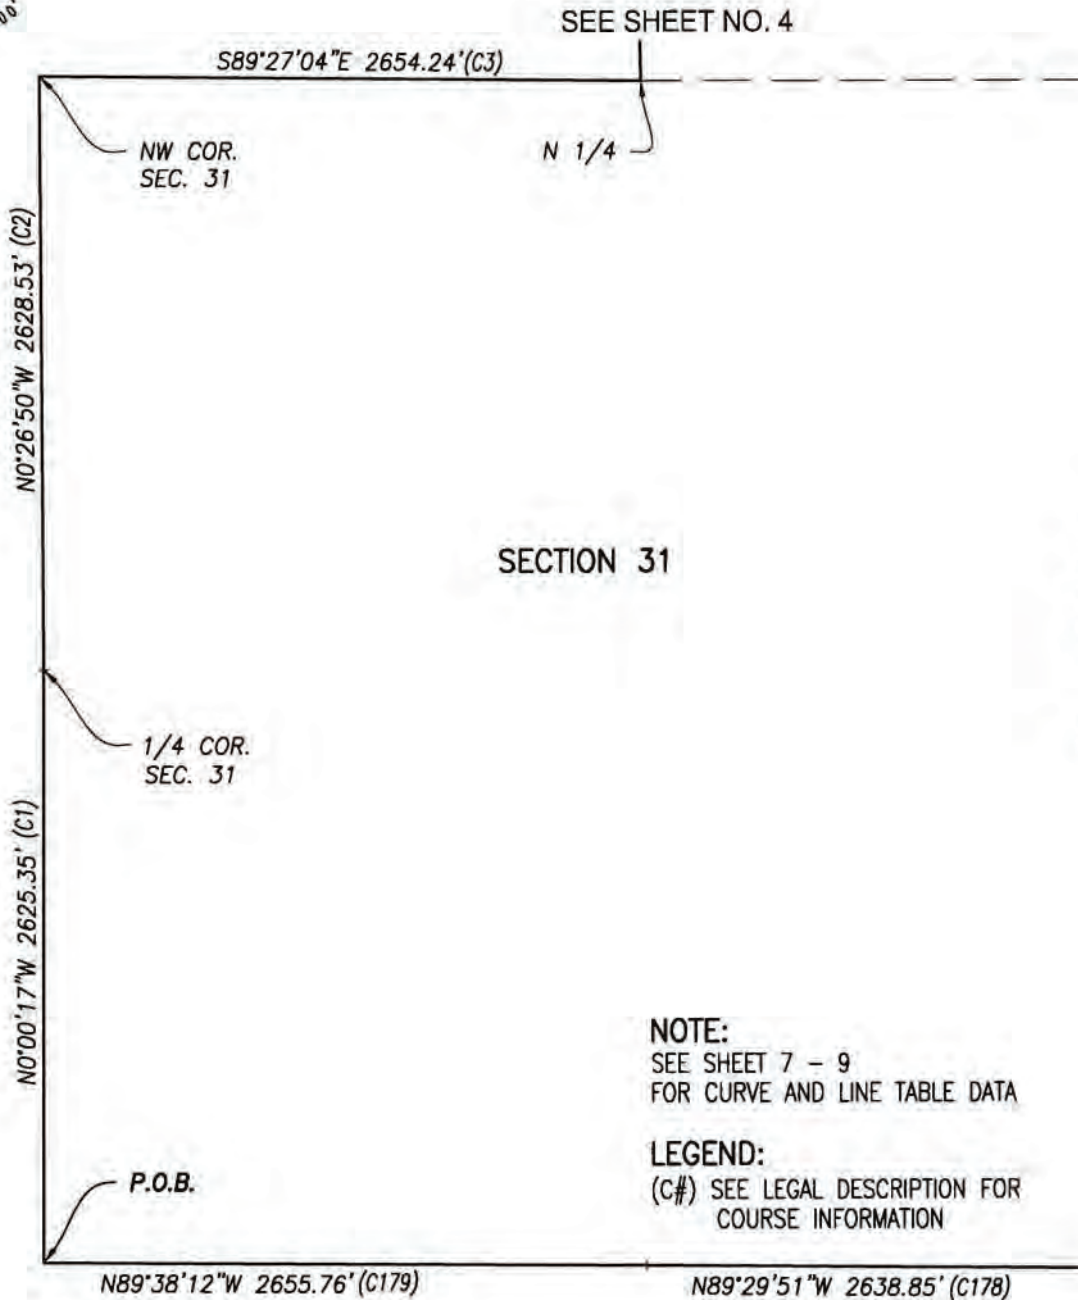 SEE SHEET NO. 4
S89°27'04"E 2654.24'(C3)
NW COR.
SEC. 31
N 1/4
N0°26'50"W 2628.53' (C2)
SECTION 31
1/4 COR.
SEC. 31
N0°00'17"W 2625.35' (C1)
NOTE:
SEE SHEET 7 - 9
FOR CURVE AND LINE TABLE DATA
LEGEND:
(C#) SEE LEGAL DESCRIPTION FOR
COURSE INFORMATION
P.O.B.
N89°38'12"W 2655.76' (C179)
N89°29'51"W 2638.85' (C178)